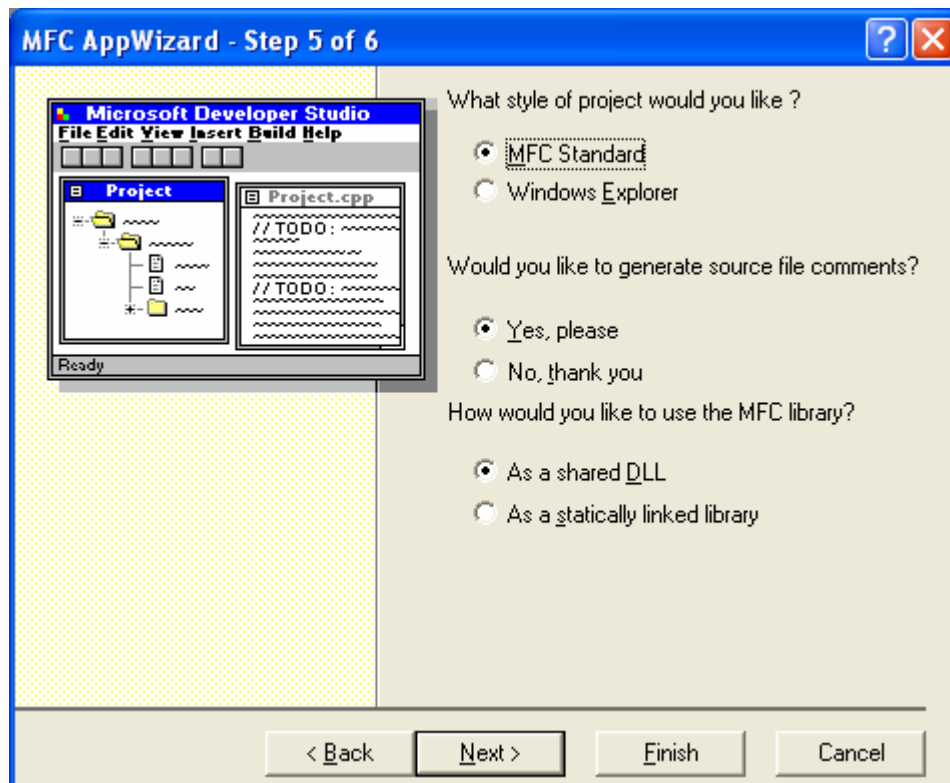 MFC AppWizard - Step 5 of 6
Microsoft Developer Studio
File Edit View Insert Build Help
Project
Project.cpp
// TODO:
// TODO:
Ready
What style of project would you like ?
MFC Standard
Windows Explorer
Would you like to generate source file comments?
Yes, please
No, thank you
How would you like to use the MFC library?
As a shared DLL
As a statically linked library
< Back
Next >
Finish
Cancel